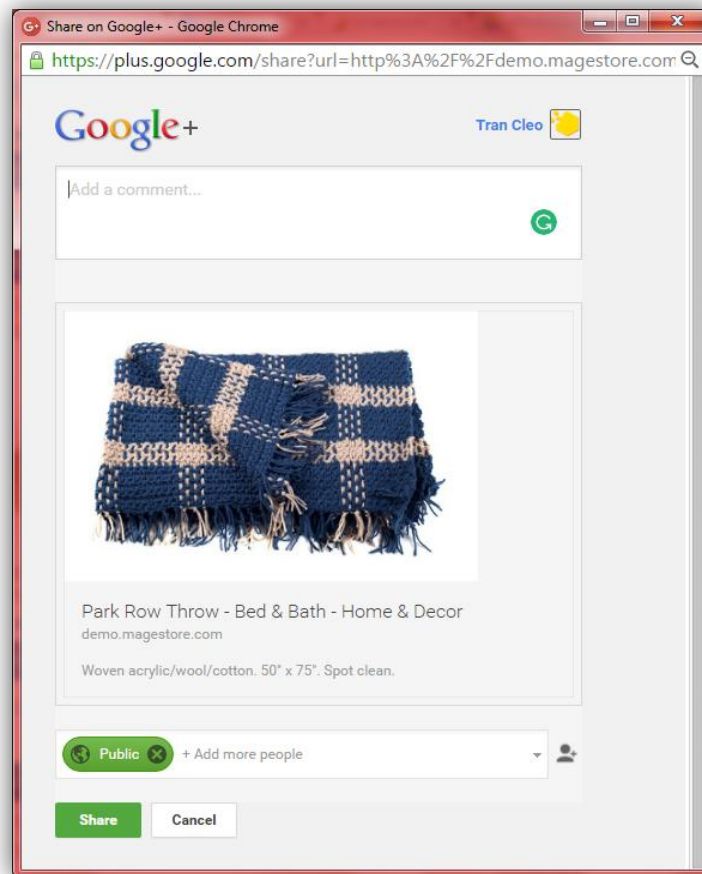 Share on Google+ - Google Chrome
https://plus.google.com/share?url=http%3A%2F%2Fdemo.magestore.com
Google+
Tran Cleo
Add a comment...
Park Row Throw - Bed & Bath - Home & Decor
demo.magestore.com
Woven acrylic/wool/cotton. 50" x 75". Spot clean.
Public + Add more people
Share Cancel